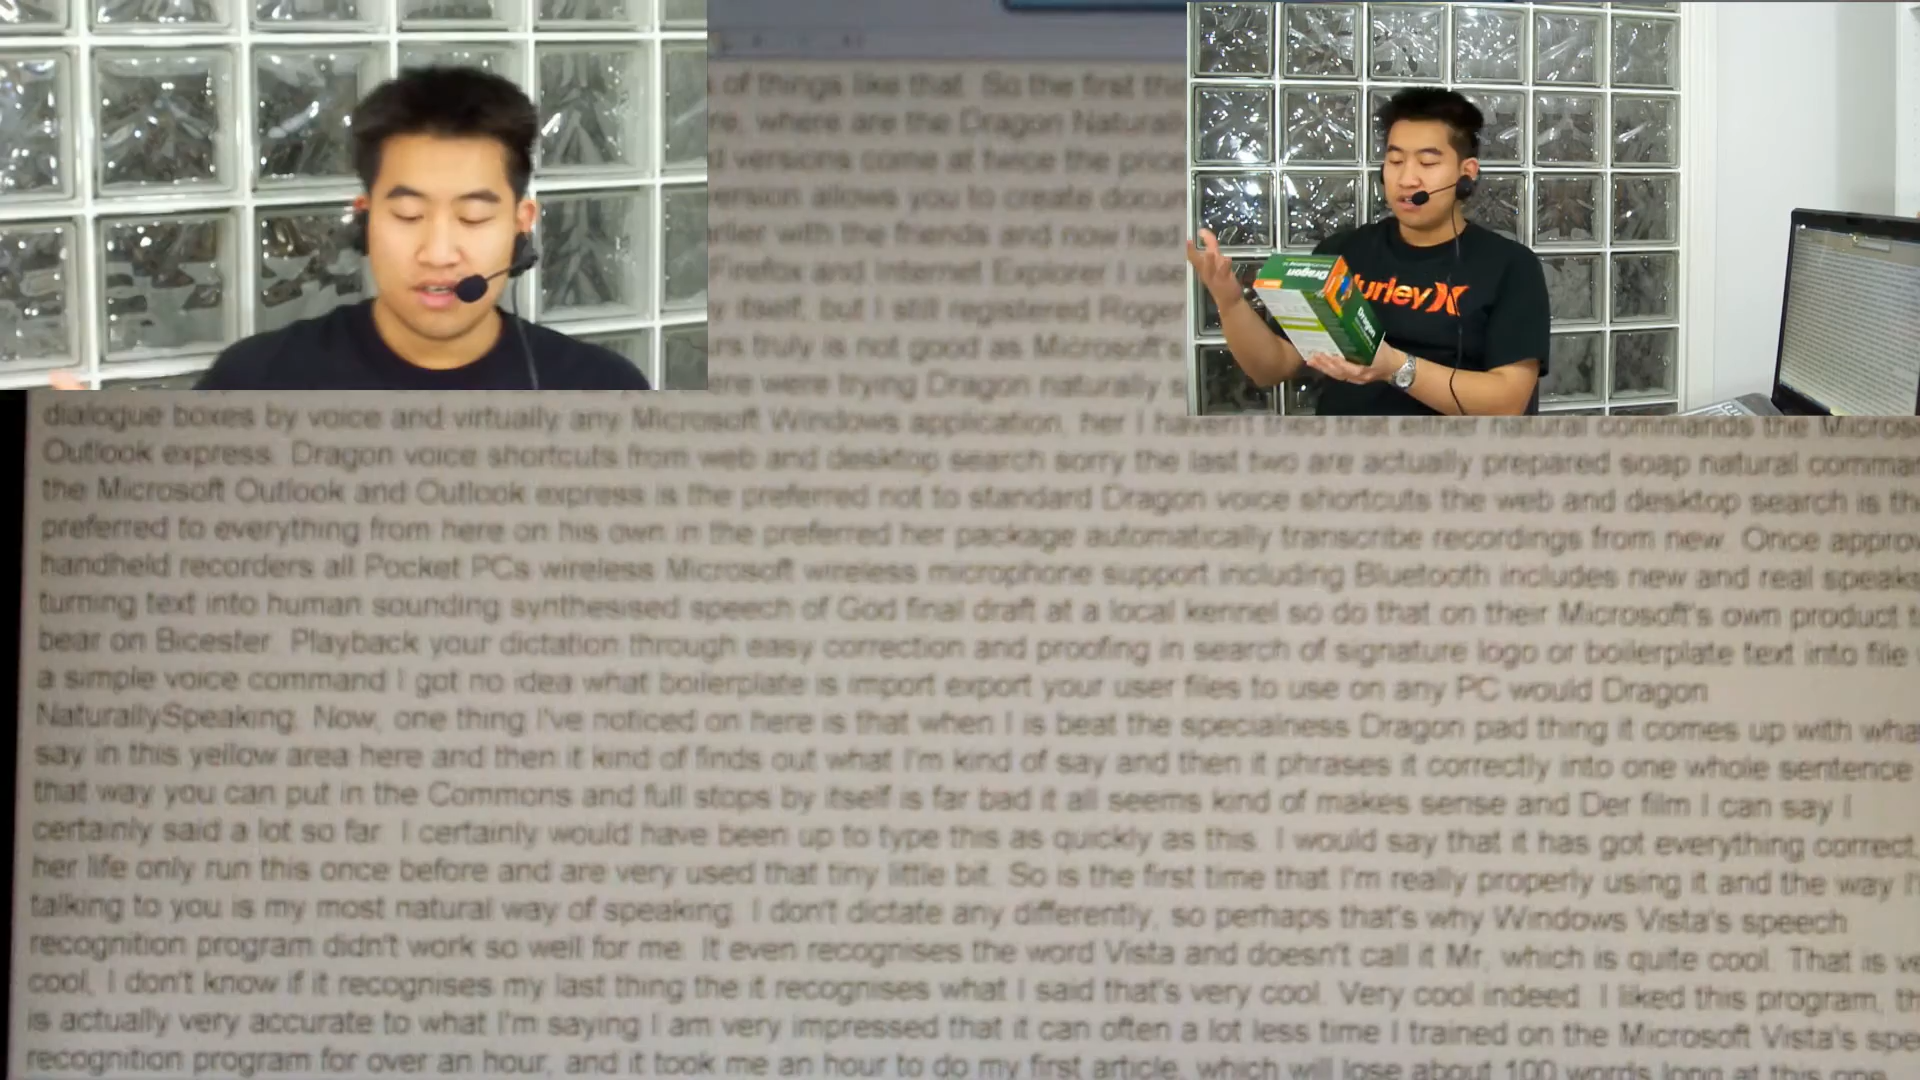 of things like that. So the first
re, where are the Dragon
versions come at twice the price
version allows you to create
rlier with the friends and now had
Firefox and Internet Explorer I use
y itself, but I still registered Roger
rs truly is not good as Microsoft's
ere were trying Dragon naturally
dialogue boxes by voice and virtually any Microsoft Windows application, her I haven't tried that either natural commands the
Outlook express. Dragon voice shortcuts from web and desktop search sorry the last two are actually prepared soap natural
the Microsoft Outlook and Outlook express is the preferred not to standard Dragon voice shortcuts the web and desktop search is
preferred to everything from here on his own in the preferred her package automatically transcribe recordings from new. Once
handheld recorders all Pocket PCs wireless Microsoft wireless microphone support including Bluetooth includes new and real speaks
turning text into human sounding synthesised speech of God final draft at a local kennel so do that on their Microsoft's own product
bear on Bicester. Playback your dictation through easy correction and proofing in search of signature logo or boilerplate text into file
a simple voice command I got no idea what boilerplate is import export your user files to use on any PC would Dragon
NaturallySpeaking. Now, one thing I've noticed on here is that when I is beat the specialness Dragon pad thing it comes up with
say in this yellow area here and then it kind of finds out what I'm kind of say and then it phrases it correctly into one whole sentence
that way you can put in the Commons and full stops by itself is far bad it all seems kind of makes sense and Der film I can say I
certainly said a lot so far. I certainly would have been up to type this as quickly as this. I would say that it has got everything correct,
her life only run this once before and are very used that tiny little bit. So is the first time that I'm really properly using it and the way
talking to you is my most natural way of speaking. I don't dictate any differently, so perhaps that's why Windows Vista's speech
recognition program didn't work so well for me. It even recognises the word Vista and doesn't call it Mr, which is quite cool. That is
cool, I don't know if it recognises my last thing the it recognises what I said that's very cool. Very cool indeed. I liked this program,
is actually very accurate to what I'm saying I am very impressed that it can often a lot less time I trained on the Microsoft Vista's
recognition program for over an hour, and it took me an hour to do my first article, which will lose about 100 words long at this one
Dragon
Dragon
urley